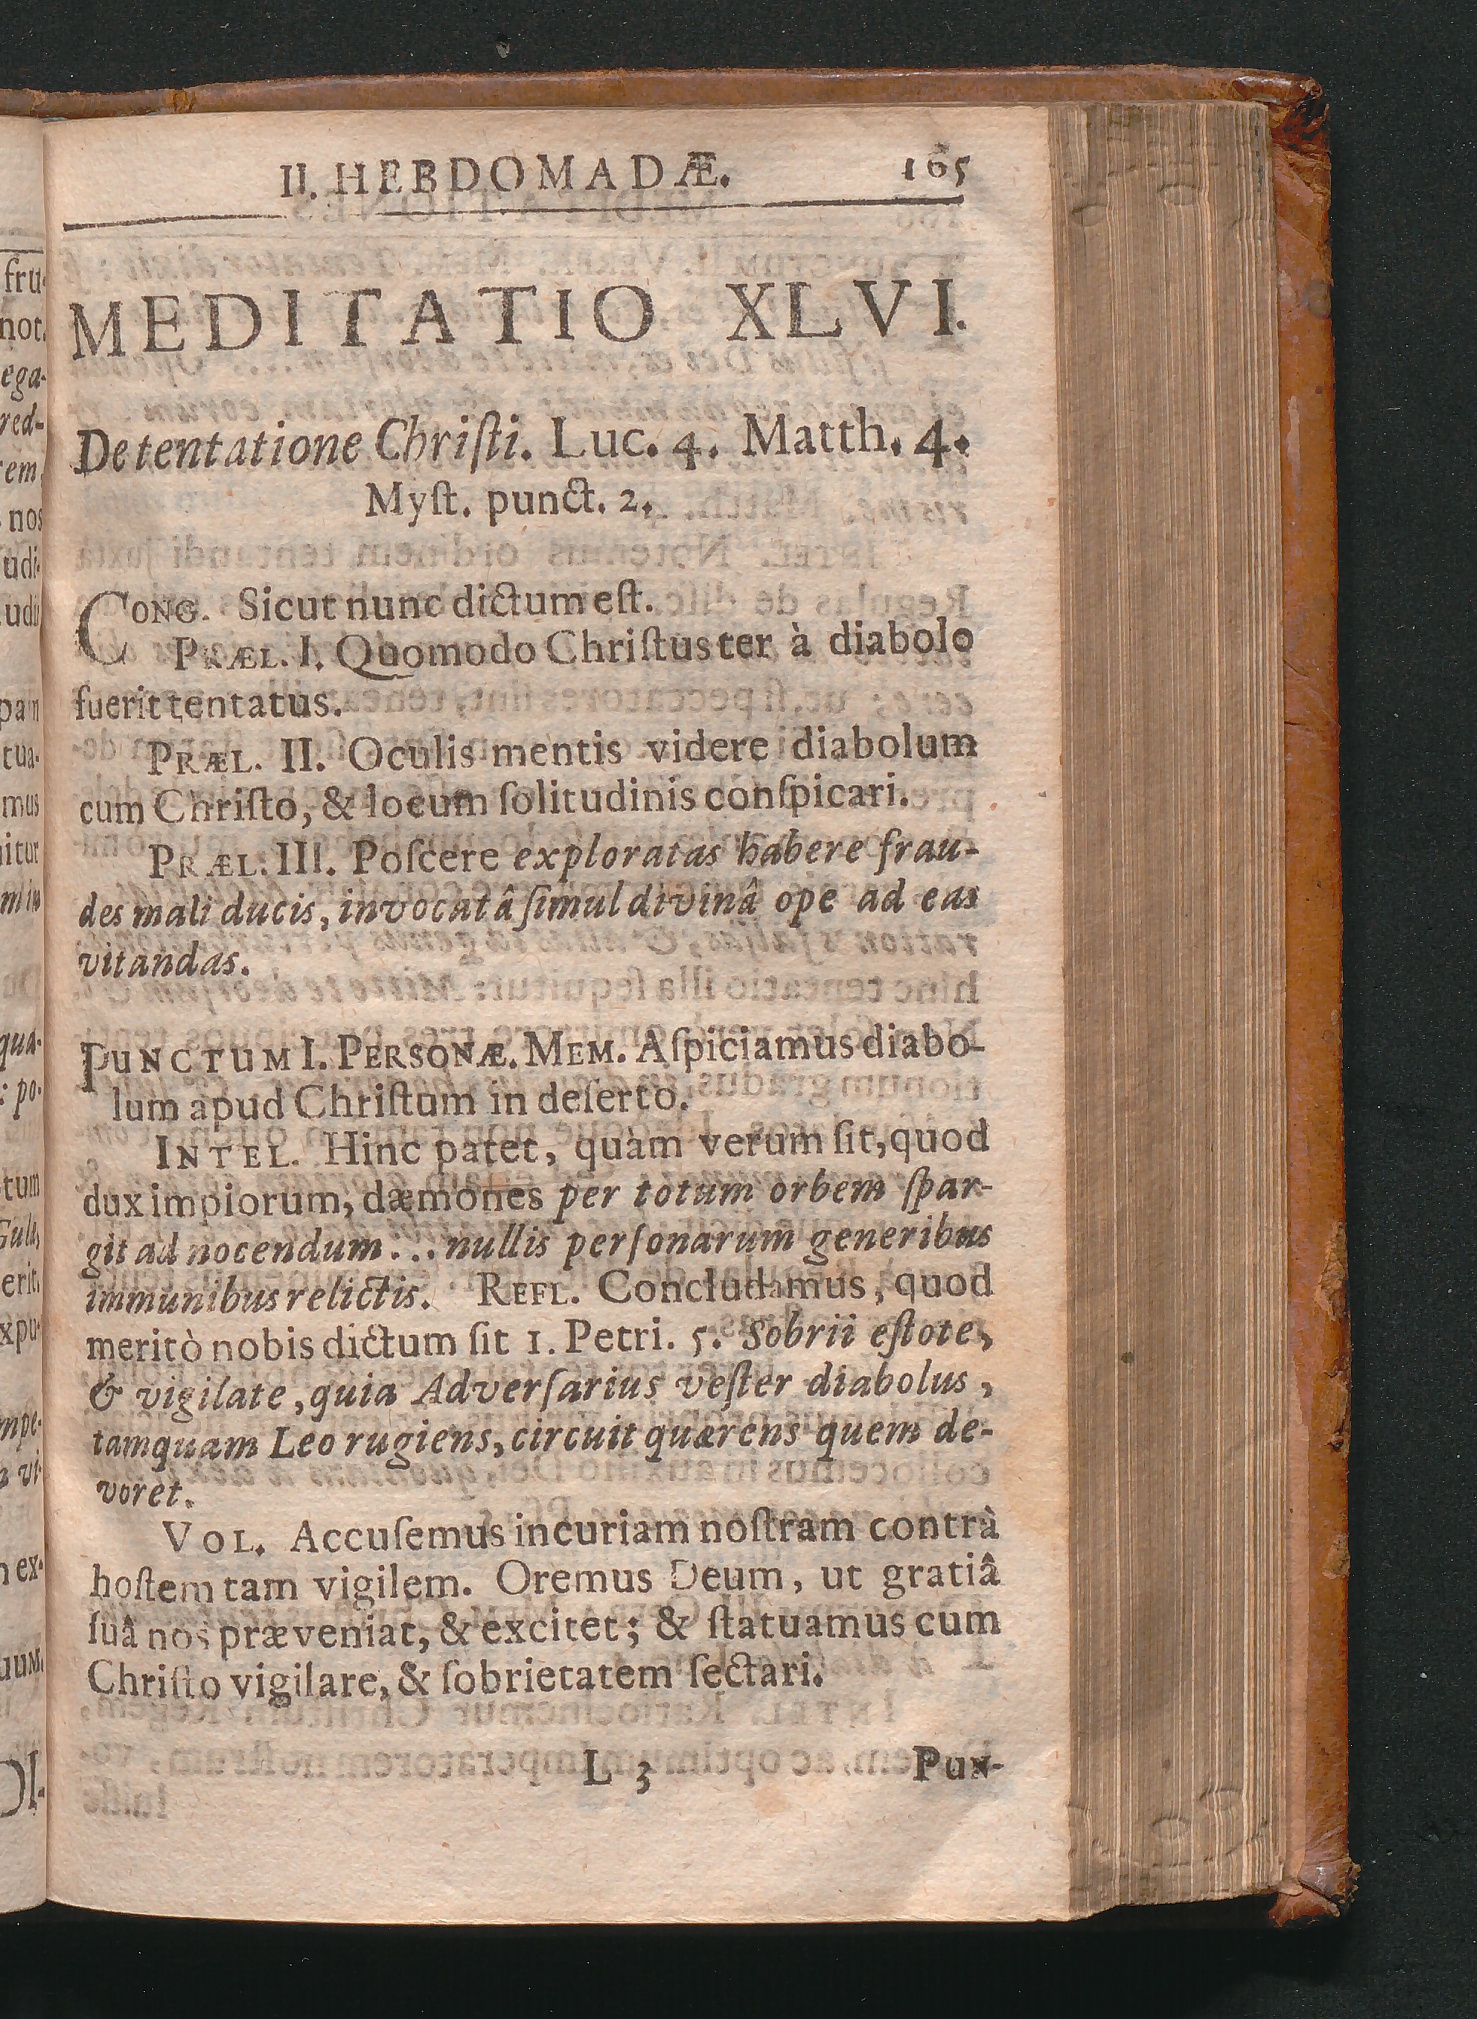 II. HEBDOMADÆ. 165
MEDITATIO XLVI.
De tentatione Chriſti. Luc. 4. Matth. 4.
Myſt. punct. 2.
CONG. Sicut nunc dictum eſt.
PRÆL. I. Quomodo Chriſtus ter à diabolo
fuerit tentatus.
PRÆL. II. Oculis mentis videre diabolum
cum Chriſto, & locum ſolitudinis conſpicari.
PRÆL. III. Poſcere exploratas habere frau-
des mali ducis, invocatâ ſimul divinâ ope ad eas
vitandas.
PUNCTUM I. PERSONÆ. MEM. Aſpiciamus diabo-
lum apud Chriſtum in deſerto.
INTEL. Hinc patet, quàm verum ſit, quod
dux impiorum, dæmones per totum orbem ſpar-
git ad nocendum... nullis perſonarum generibus
immunibus relictis. REFL. Concludamus, quod
meritò nobis dictum ſit 1. Petri. 5. Sobrii eſtote,
& vigilate, quia Adverſarius veſter diabolus,
tamquam Leo rugiens, circuit quærens quem de-
voret.
VOL. Accuſemus incuriam noſtram contrà
hoſtem tam vigilem. Oremus Deum, ut gratiâ
ſuâ nos præveniat, & excitet; & ſtatuamus cum
Chriſto vigilare, & ſobrietatem ſectari.
L 3 Pun-